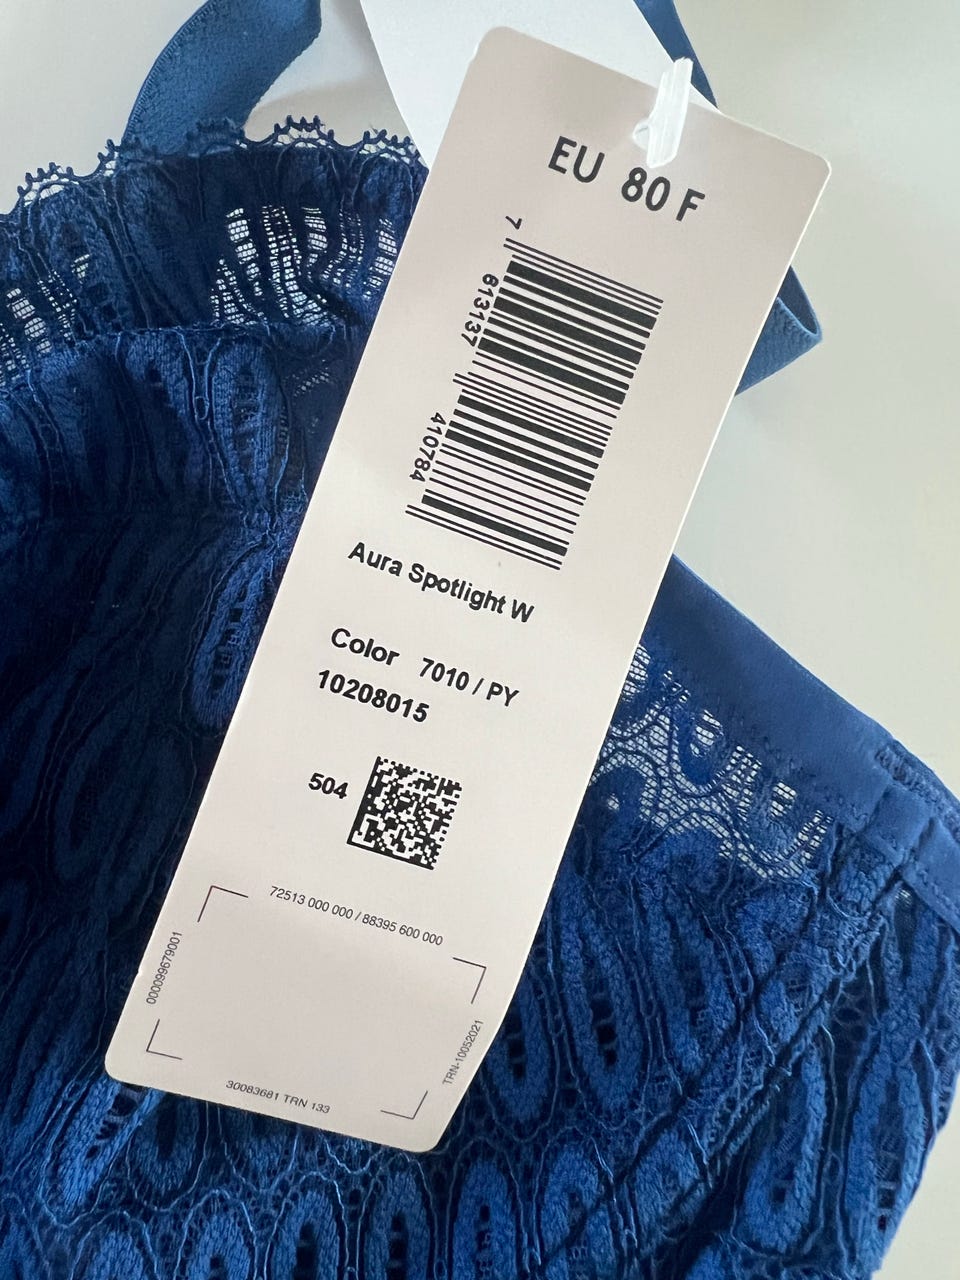 EU 80 F
7 613137 410784
Aura Spotlight W
Color 7010 / PY
10208015
504
72513 000 000 / 88395 600 000
000099679001
TRN-10052021
30083681 TRN 133